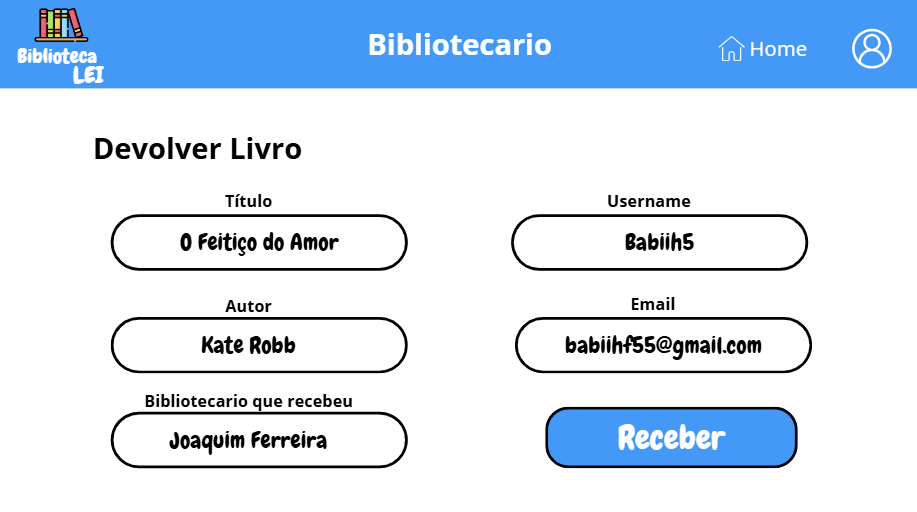 Biblioteca
LEI
Bibliotecario
Home
Devolver Livro
Título
O Feitiço do Amor
Username
Babiih5
Autor
Kate Robb
Email
babiihf55@gmail.com
Bibliotecario que recebeu
Joaquim Ferreira
Receber